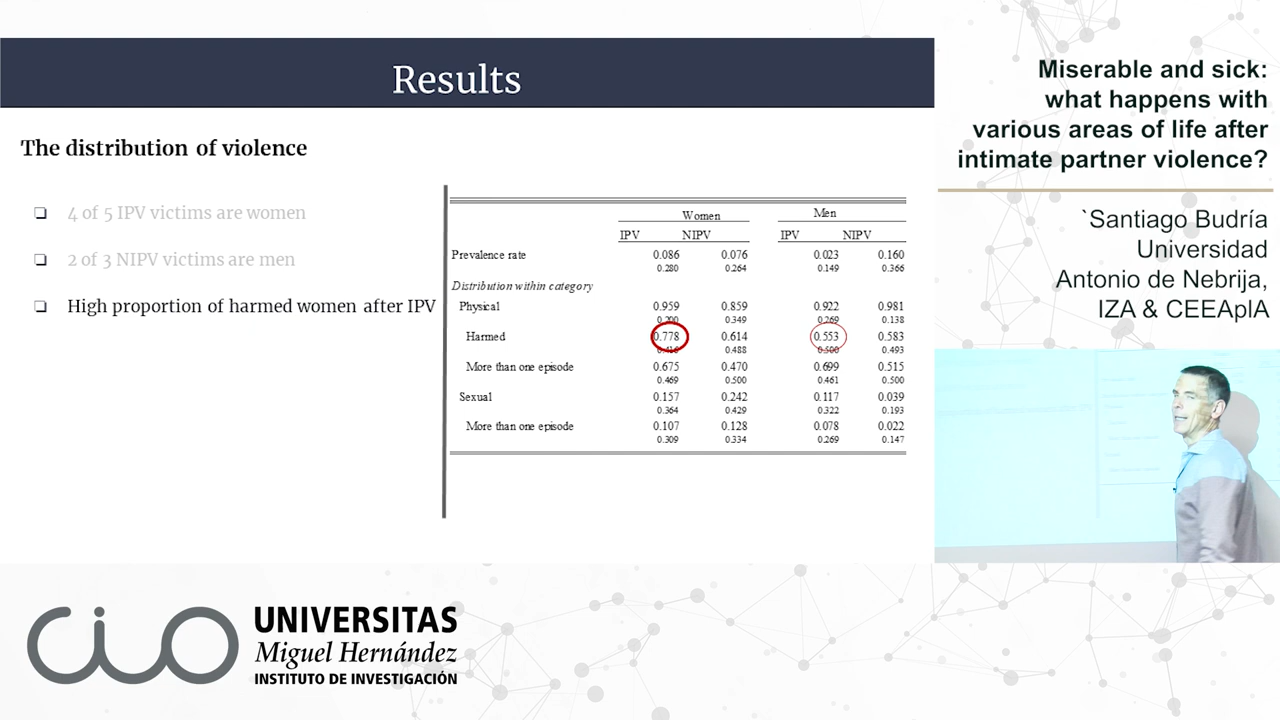 Results
The distribution of violence
4 of 5 IPV victims are women
2 of 3 NIPV victims are men
High proportion of harmed women after IPV
Women Men
IPV NIPV IPV NIPV
Prevalence rate 0.086 0.076 0.023 0.160
0.280 0.264 0.149 0.366
Distribution within category
Physical 0.959 0.859 0.922 0.981
0.200 0.349 0.269 0.138
Harmed 0.778 0.614 0.553 0.583
0.416 0.488 0.500 0.493
More than one episode 0.675 0.470 0.699 0.515
0.469 0.500 0.461 0.500
Sexual 0.157 0.242 0.117 0.039
0.364 0.429 0.322 0.193
More than one episode 0.107 0.128 0.078 0.022
0.309 0.334 0.269 0.147
Miserable and sick:
what happens with
various areas of life after
intimate partner violence?
`Santiago Budría
Universidad
Antonio de Nebrija,
IZA & CEEAplA
cio
UNIVERSITAS
Miguel Hernández
INSTITUTO DE INVESTIGACIÓN